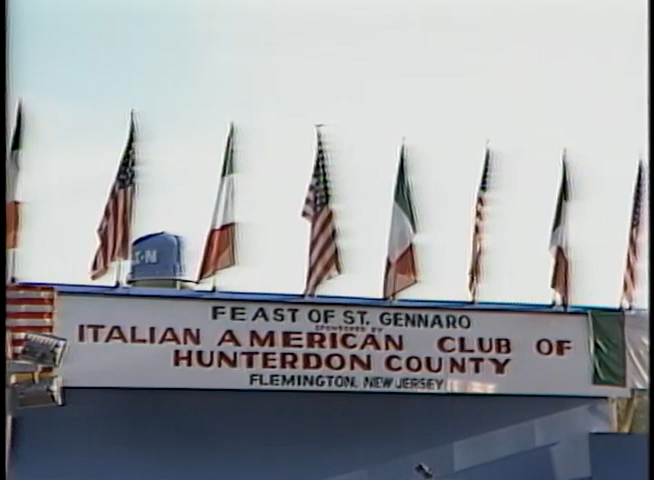 FEAST OF ST. GENNARO
SPONSORED BY
ITALIAN AMERICAN CLUB OF
HUNTERDON COUNTY
FLEMINGTON, NEW JERSEY